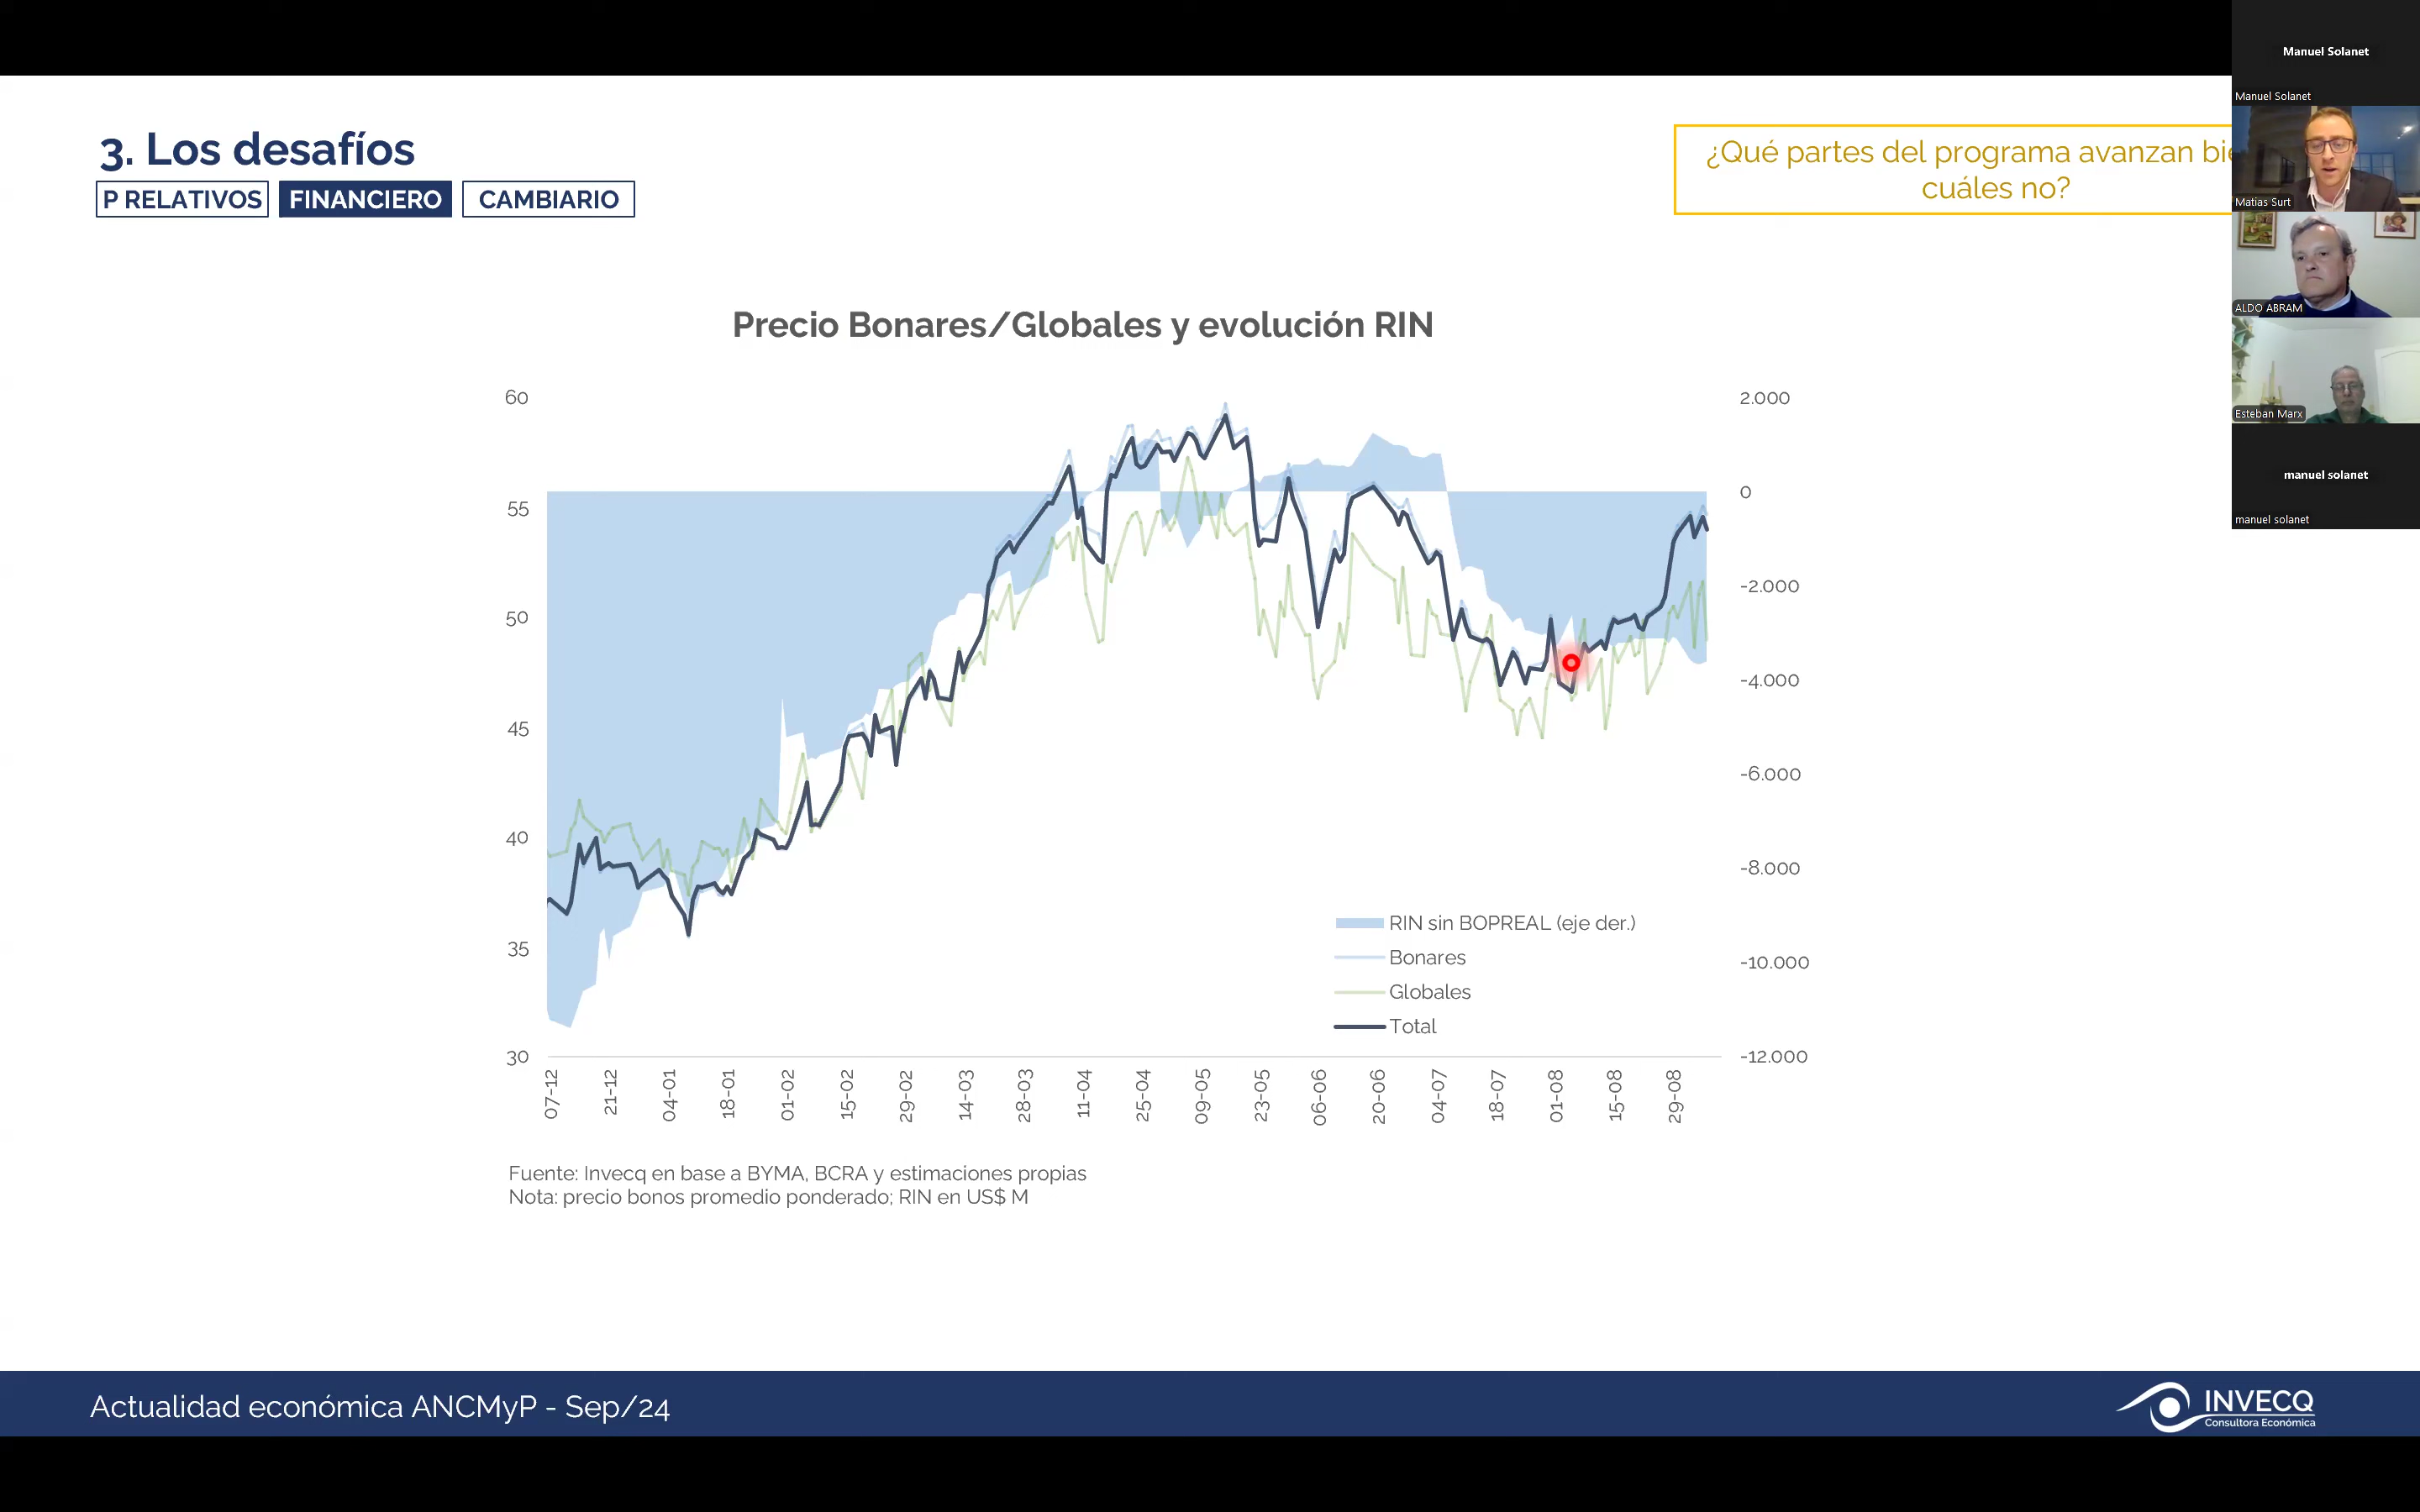 3. Los desafíos
P RELATIVOS
FINANCIERO
CAMBIARIO
¿Qué partes del programa avanzan
cuáles no?
Manuel Solanet
Manuel Solanet
Matias Surt
ALDO ABRAM
Esteban Marx
manuel solanet
manuel solanet
Precio Bonares/Globales y evolución RIN
60
55
50
45
40
35
30
2.000
0
-2.000
-4.000
-6.000
-8.000
-10.000
-12.000
RIN sin BOPREAL (eje der.)
Bonares
Globales
Total
07-12
21-12
04-01
18-01
01-02
15-02
29-02
14-03
28-03
11-04
25-04
09-05
23-05
06-06
20-06
04-07
18-07
01-08
15-08
29-08
Fuente: Invecq en base a BYMA, BCRA y estimaciones propias
Nota: precio bonos promedio ponderado; RIN en US$ M
Actualidad económica ANCMyP - Sep/24
INVECQ
Consultora Económica